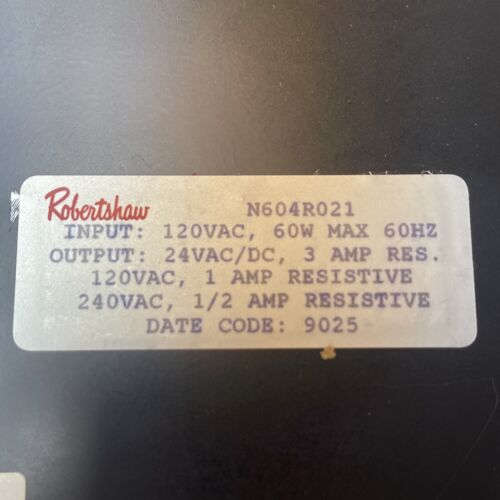 Robertshaw N604R021
INPUT: 120VAC, 60W MAX 60HZ
OUTPUT: 24VAC/DC, 3 AMP RES.
120VAC, 1 AMP RESISTIVE
240VAC, 1/2 AMP RESISTIVE
DATE CODE: 9025